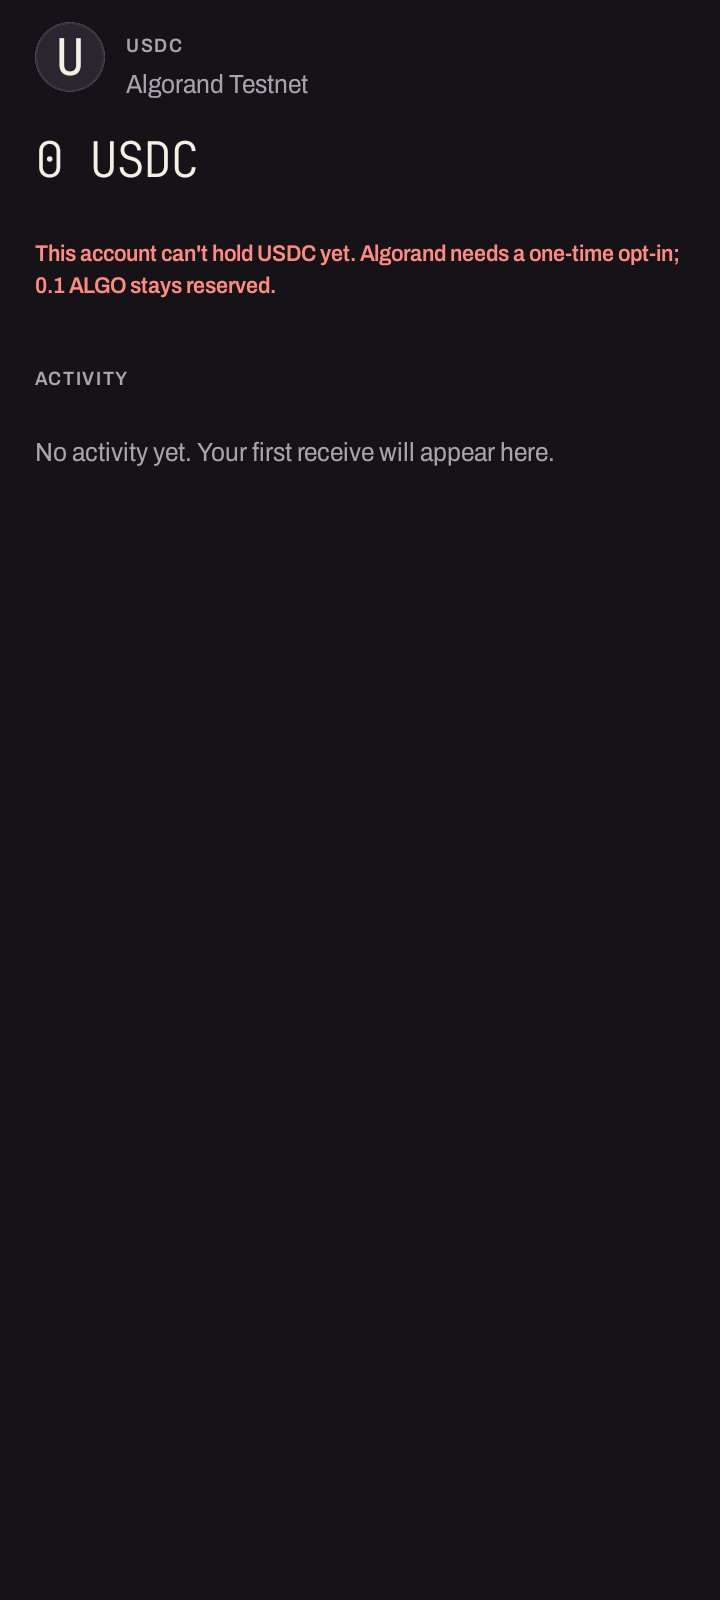 U
USDC
Algorand Testnet
0 USDC
This account can't hold USDC yet. Algorand needs a one-time opt-in;
0.1 ALGO stays reserved.
ACTIVITY
No activity yet. Your first receive will appear here.